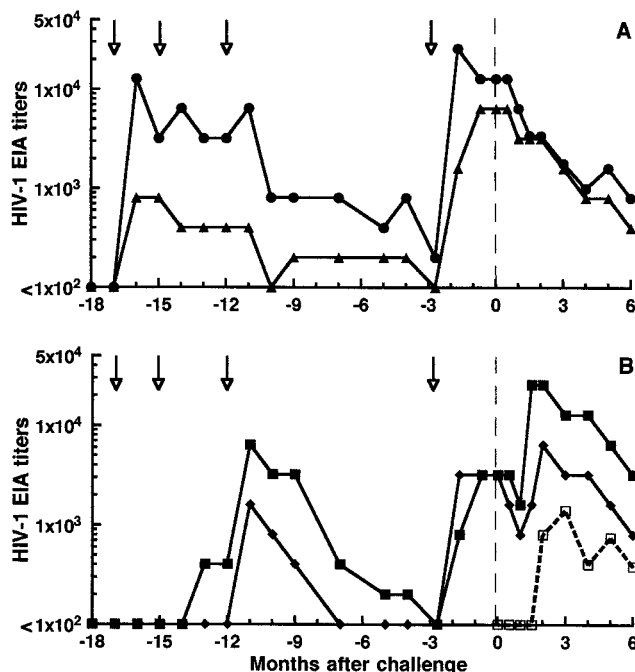 A
HIV-1 EIA titers
5x10⁴
1x10⁴
1x10³
<1x10²
-18 -15 -12 -9 -6 -3 0 3 6
B
HIV-1 EIA titers
5x10⁴
1x10⁴
1x10³
<1x10²
-18 -15 -12 -9 -6 -3 0 3 6
Months after challenge